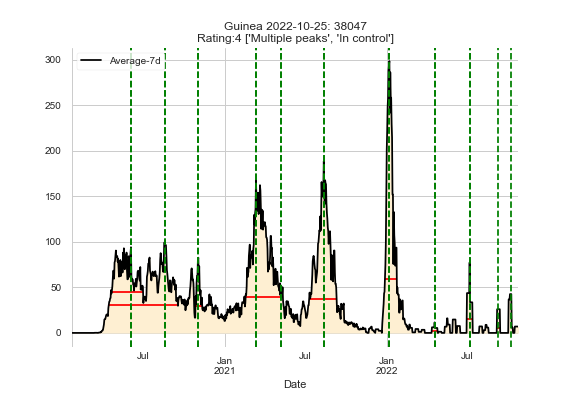 Guinea 2022-10-25: 38047
Rating:4 ['Multiple peaks', 'In control']
Average-7d
300
250
200
150
100
50
0
Jul
Jan
2021
Jul
Jan
2022
Jul
Date